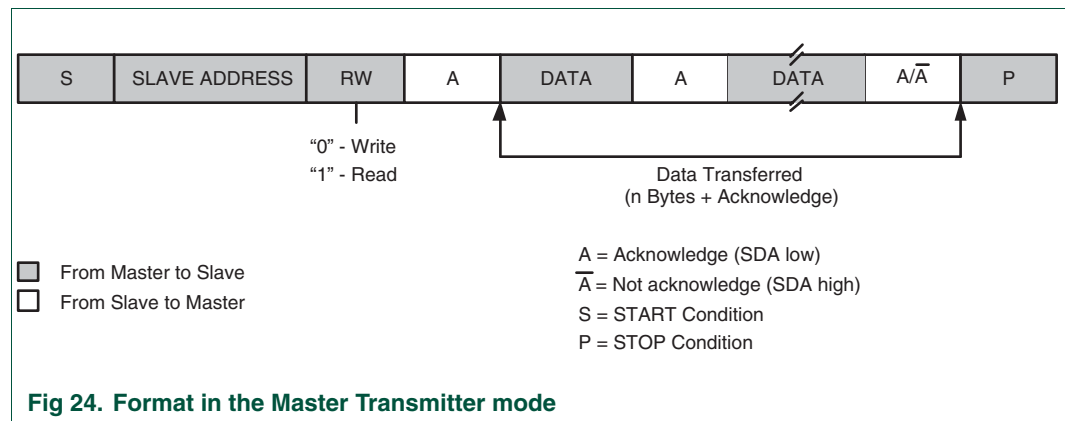 S SLAVE ADDRESS RW A DATA A DATA A/A̅ P
“0” - Write
“1” - Read
Data Transferred
(n Bytes + Acknowledge)
From Master to Slave
From Slave to Master
A = Acknowledge (SDA low)
A̅ = Not acknowledge (SDA high)
S = START Condition
P = STOP Condition
Fig 24. Format in the Master Transmitter mode